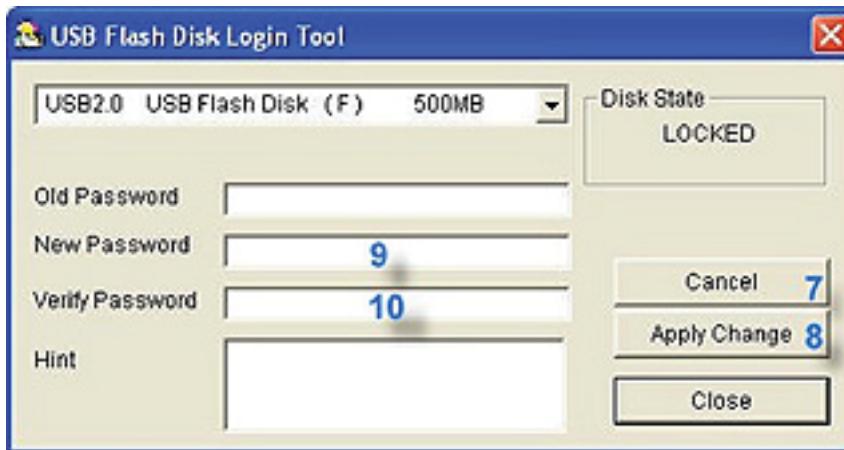 USB Flash Disk Login Tool
USB2.0 USB Flash Disk (F) 500MB
Disk State
LOCKED
Old Password
New Password
9
Verify Password
10
Hint
Cancel 7
Apply Change 8
Close